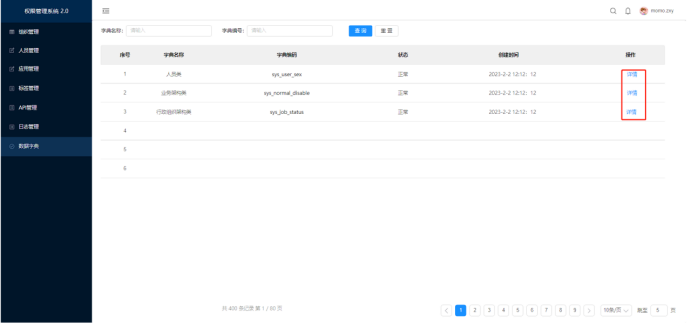 权限管理系统 2.0
momo.zxy
组织管理
人员管理
应用管理
标签管理
API管理
日志管理
数据字典
字典名称： 请输入 字典编号： 请输入 查 询 重 置
序号 字典名称 字典编码 状态 创建时间 操作
1 人员类 sys_user_sex 正常 2023-2-2 12:12：12 详情
2 业务架构类 sys_normal_disable 正常 2023-2-2 12:12：12 详情
3 行政组织架构类 sys_job_status 正常 2023-2-2 12:12：12 详情
4
5
6
共 400 条记录 第 1 / 60 页 1 2 3 4 5 6 7 8 9 10条/页 跳至 5 页